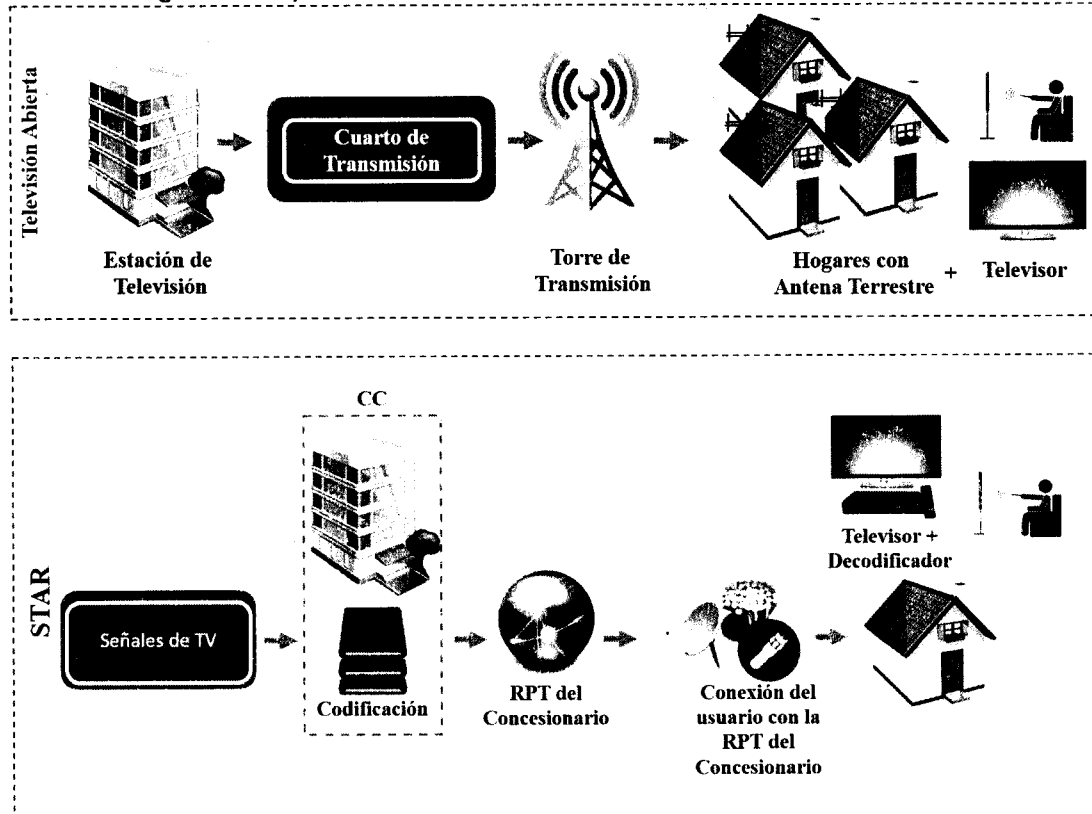 Televisión Abierta
Cuarto de
Transmisión
Estación de
Televisión
Torre de
Transmisión
Hogares con
Antena Terrestre
+
Televisor
STAR
Señales de TV
CC
Codificación
RPT del
Concesionario
Conexión del
usuario con la
RPT del
Concesionario
Televisor +
Decodificador